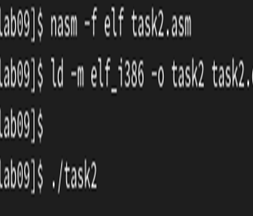 lab09]$ nasm -f elf task2.asm
lab09]$ ld -m elf_i386 -o task2 task2.
lab09]$
lab09]$ ./task2